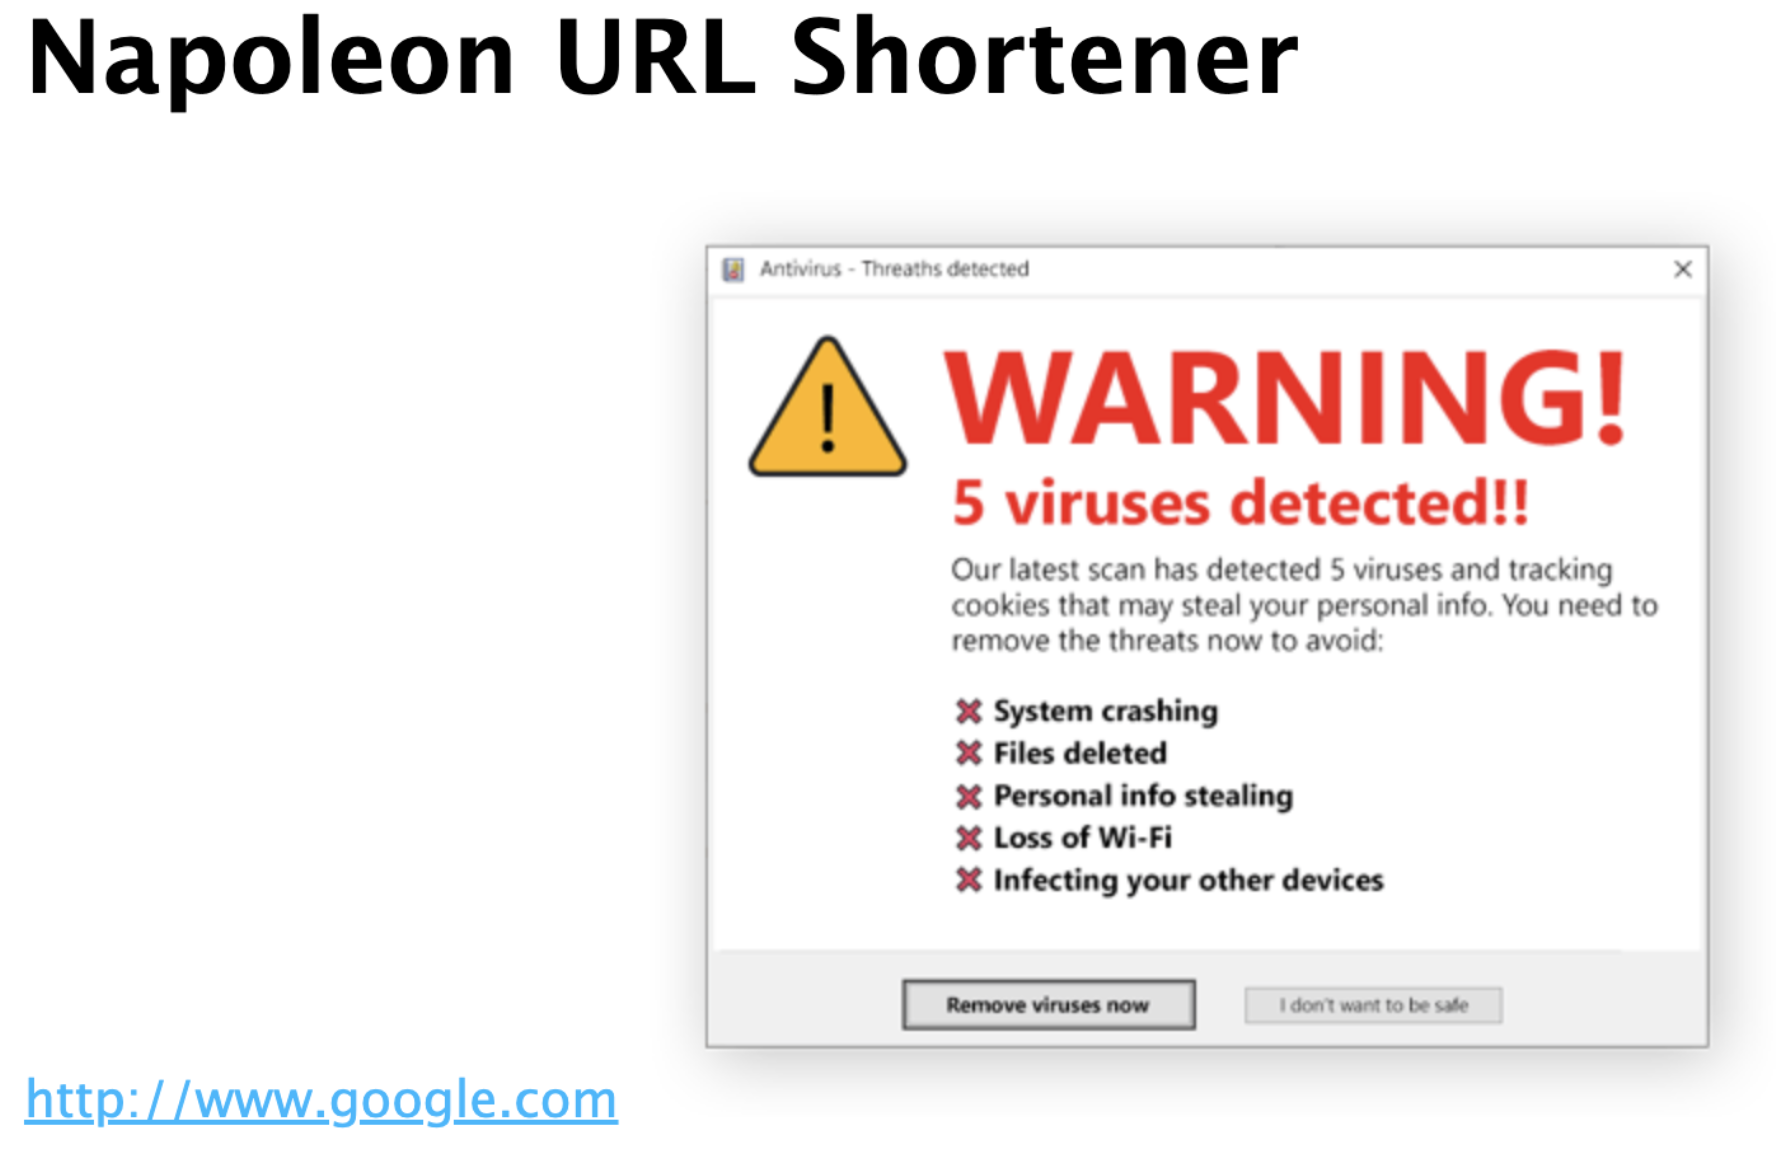 Napoleon URL Shortener
Antivirus - Threaths detected
WARNING!
5 viruses detected!!
Our latest scan has detected 5 viruses and tracking
cookies that may steal your personal info. You need to
remove the threats now to avoid:
System crashing
Files deleted
Personal info stealing
Loss of Wi-Fi
Infecting your other devices
Remove viruses now
I don't want to be safe
http://www.google.com